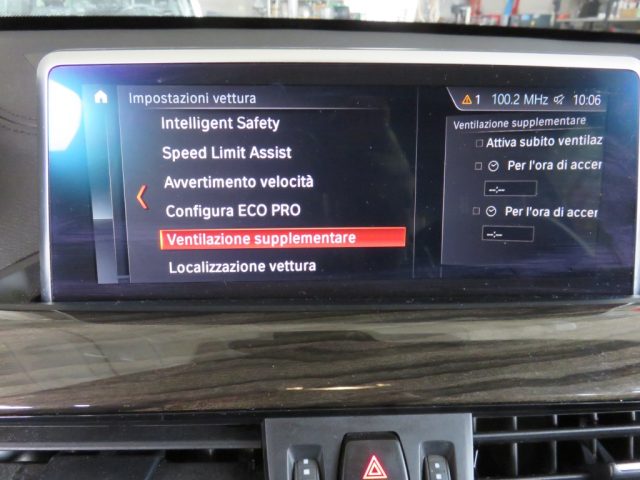 Impostazioni vettura
1 100.2 MHz 10:06
Intelligent Safety
Speed Limit Assist
Avvertimento velocità
Configura ECO PRO
Ventilazione supplementare
Localizzazione vettura
Ventilazione supplementare
Attiva subito ventilaz
Per l'ora di accer
--:--
Per l'ora di accer
--:--